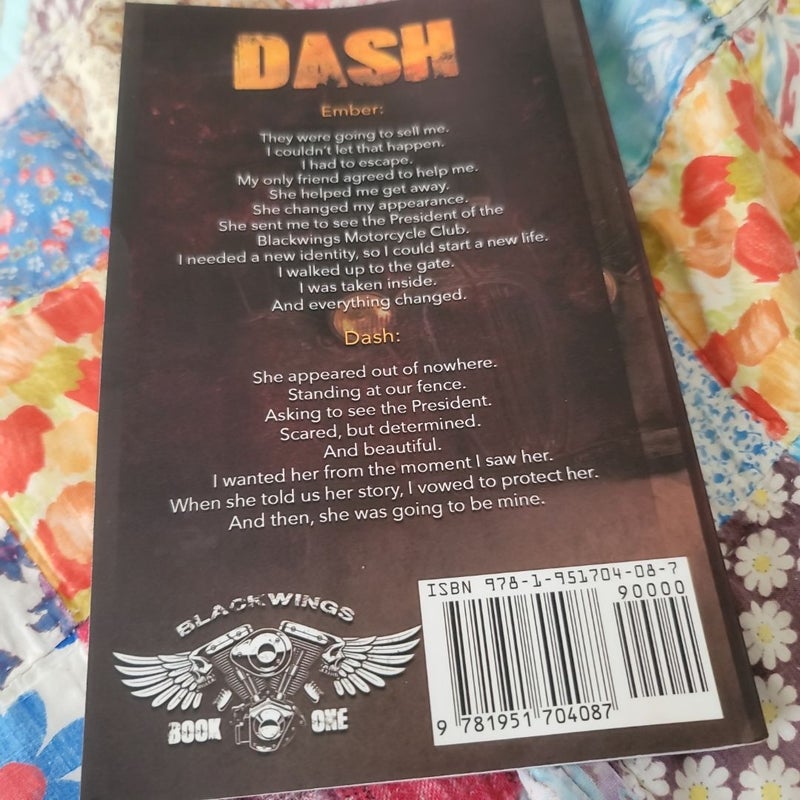 DASH
Ember:
They were going to sell me.
I couldn't let that happen.
I had to escape.
My only friend agreed to help me.
She helped me get away.
She changed my appearance.
She sent me to see the President of the
Blackwings Motorcycle Club.
I needed a new identity, so I could start a new life.
I walked up to the gate.
I was taken inside.
And everything changed.
Dash:
She appeared out of nowhere.
Standing at our fence.
Asking to see the President.
Scared, but determined.
And beautiful.
I wanted her from the moment I saw her.
When she told us her story, I vowed to protect her.
And then, she was going to be mine.
BLACKWINGS
BOOK ONE
ISBN 978-1-951704-08-7
90000
9 781951 704087